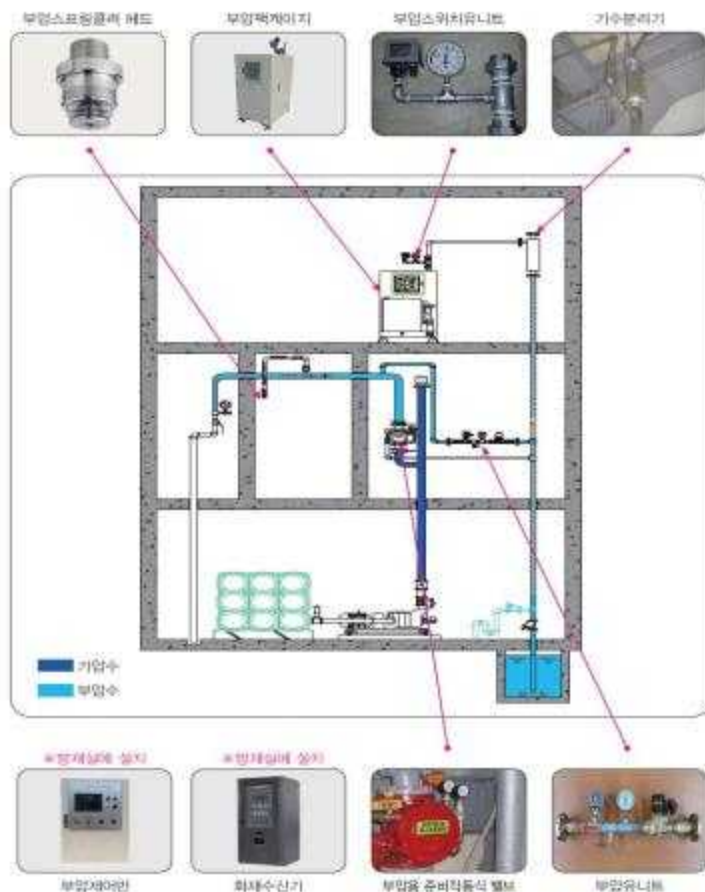 부압스프링클러 헤드
부압팩케이지
부압스위치유니트
기수분리기
가압수
부압수
※방재실에 설치
※방재실에 설치
부압제어반
화재수신기
부압용 준비작동식 밸브
부압유니트